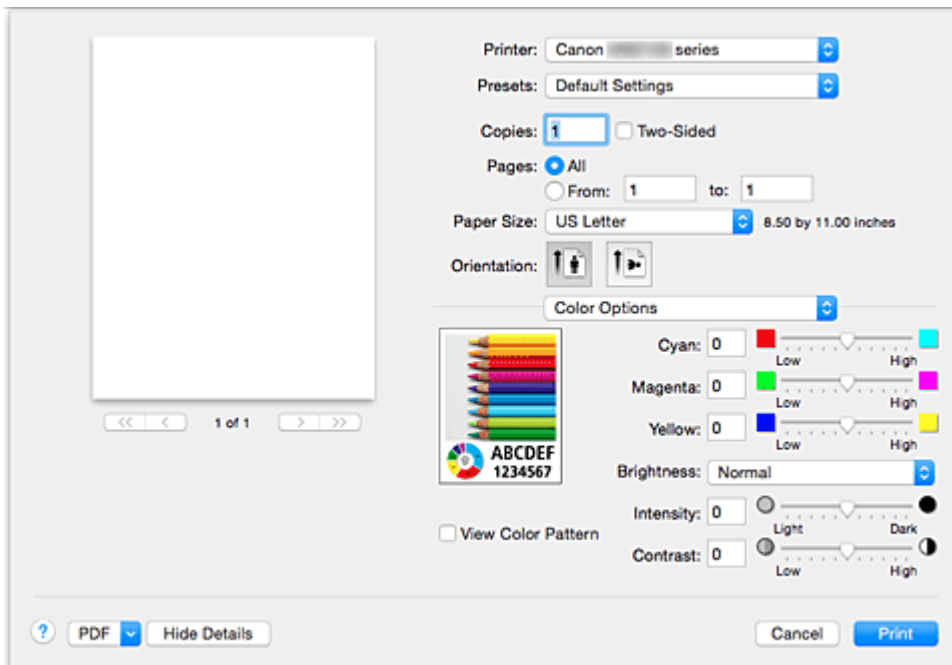 Printer: Canon series
Presets: Default Settings
Copies: 1 Two-Sided
Pages: All
From: 1 to: 1
Paper Size: US Letter 8.50 by 11.00 inches
Orientation:
Color Options
Cyan: 0
Low High
Magenta: 0
Low High
Yellow: 0
Low High
ABCDEF
1234567
Brightness: Normal
Intensity: 0
Light Dark
View Color Pattern
Contrast: 0
Low High
<< < 1 of 1 > >>
? PDF Hide Details Cancel Print